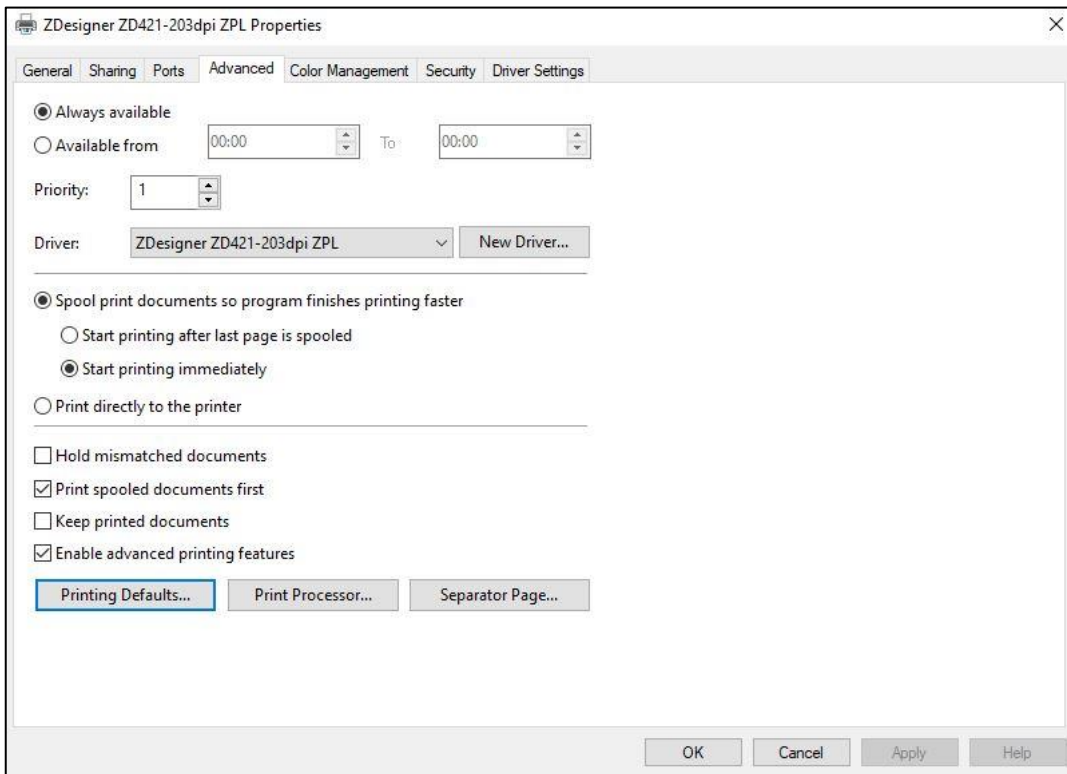 ZDesigner ZD421-203dpi ZPL Properties
General Sharing Ports Advanced Color Management Security Driver Settings
Always available
Available from 00:00 To 00:00
Priority: 1
Driver: ZDesigner ZD421-203dpi ZPL New Driver...
Spool print documents so program finishes printing faster
Start printing after last page is spooled
Start printing immediately
Print directly to the printer
Hold mismatched documents
Print spooled documents first
Keep printed documents
Enable advanced printing features
Printing Defaults... Print Processor... Separator Page...
OK Cancel Apply Help